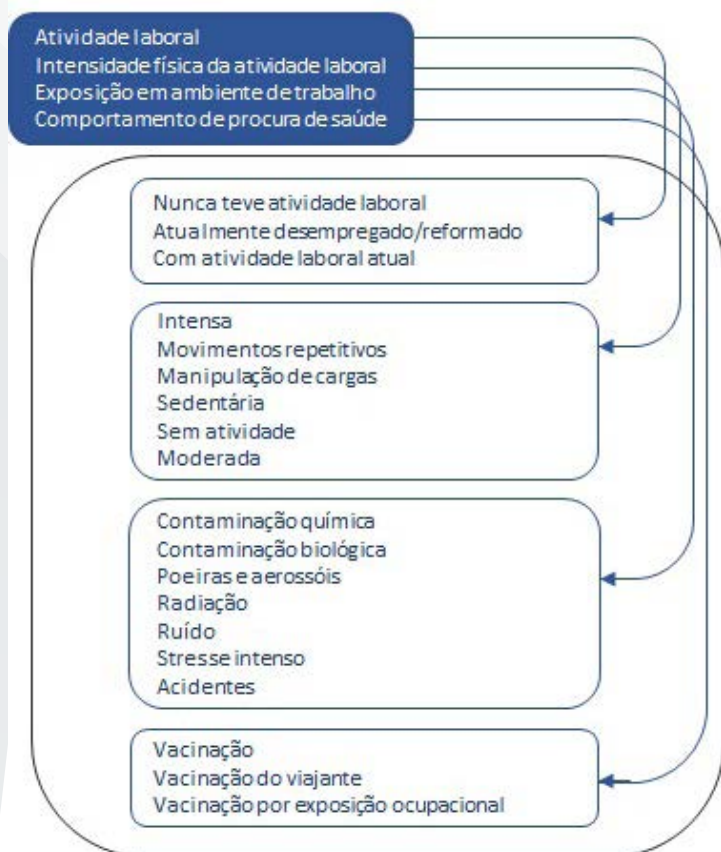 Atividade laboral
Intensidade física da atividade laboral
Exposição em ambiente de trabalho
Comportamento de procura de saúde
Nunca teve atividade laboral
Atualmente desempregado/reformado
Com atividade laboral atual
Intensa
Movimentos repetitivos
Manipulação de cargas
Sedentária
Sem atividade
Moderada
Contaminação química
Contaminação biológica
Poeiras e aerossóis
Radiação
Ruído
Stresse intenso
Acidentes
Vacinação
Vacinação do viajante
Vacinação por exposição ocupacional